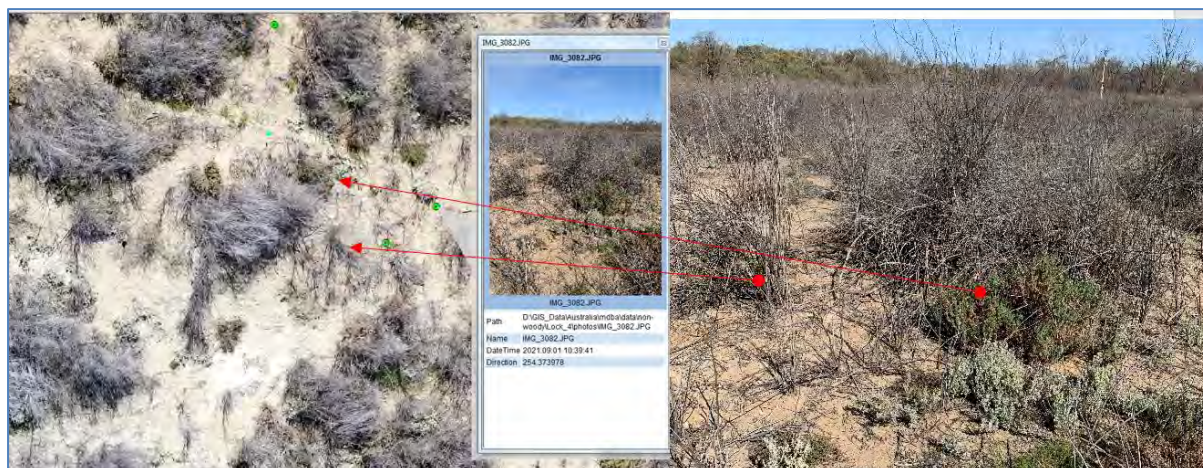 IMG_3082.JPG
IMG_3082.JPG
IMG_3082.JPG
Path D:\GIS_Data\Australia\mdba\data\non-
woody\Lock_4\photos\IMG_3082.JPG
Name IMG_3082.JPG
DateTime 2021:09:01 10:39:41
Direction 254.373978